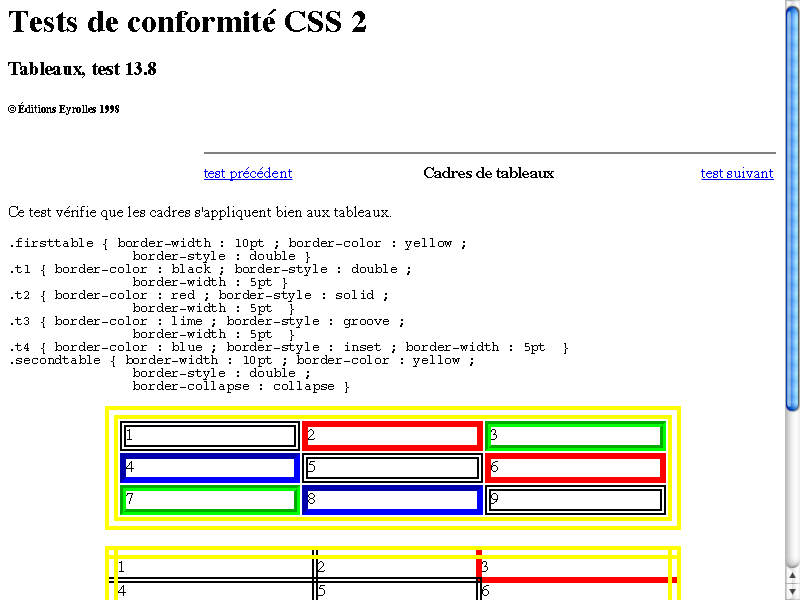 Tests de conformité CSS 2
Tableaux, test 13.8
© Éditions Eyrolles 1998
test précédent Cadres de tableaux test suivant
Ce test vérifie que les cadres s'appliquent bien aux tableaux.
.firsttable { border-width : 10pt ; border-color : yellow ;
border-style : double }
.t1 { border-color : black ; border-style : double ;
border-width : 5pt }
.t2 { border-color : red ; border-style : solid ;
border-width : 5pt }
.t3 { border-color : lime ; border-style : groove ;
border-width : 5pt }
.t4 { border-color : blue ; border-style : inset ; border-width : 5pt }
.secondtable { border-width : 10pt ; border-color : yellow ;
border-style : double ;
border-collapse : collapse }
1 2 3
4 5 6
7 8 9
1 2 3
4 5 6